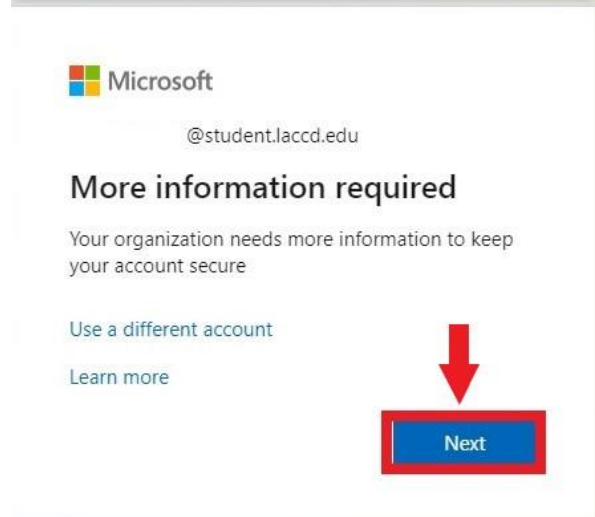 Microsoft
@student.laccd.edu
More information required
Your organization needs more information to keep
your account secure
Use a different account
Learn more
Next